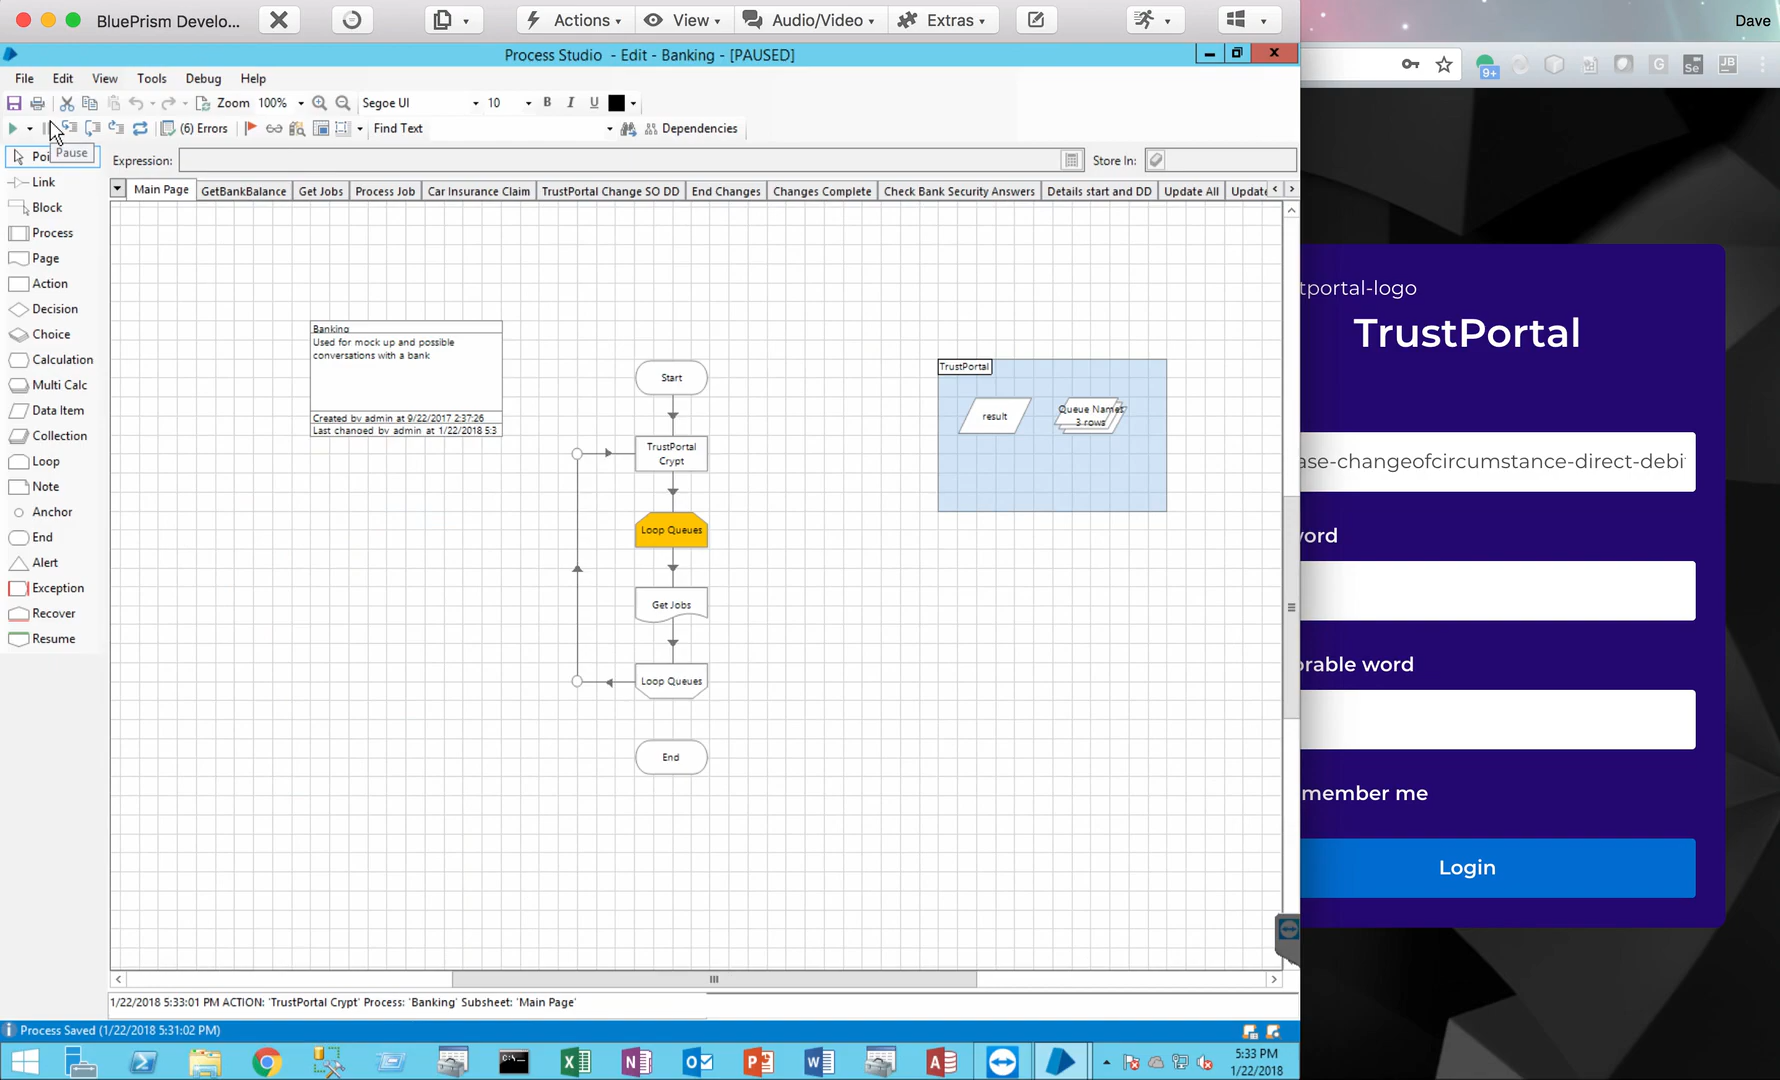 BluePrism Develo...
Actions
View
Audio/Video
Extras
Dave
Process Studio - Edit - Banking - [PAUSED]
File
Edit
View
Tools
Debug
Help
Zoom
100%
Segoe UI
10
B
I
U
(6) Errors
Find Text
Dependencies
9+
G
Se
JB
Poi
Pause
Expression:
Store In:
Main Page
GetBankBalance
Get Jobs
Process Job
Car Insurance Claim
TrustPortal Change SO DD
End Changes
Changes Complete
Check Bank Security Answers
Details start and DD
Update All
Update
Link
Block
Process
Page
Action
Decision
Choice
Calculation
Multi Calc
Data Item
Collection
Loop
Note
Anchor
End
Alert
Exception
Recover
Resume
Banking
Used for mock up and possible
conversations with a bank
Created by admin at 9/22/2017 2:37:26
Last changed by admin at 1/22/2018 5:3
Start
TrustPortal
Crypt
Loop Queues
Get Jobs
Loop Queues
End
TrustPortal
result
Queue Names
3 rows
tportal-logo
TrustPortal
ase-changeofcircumstance-direct-debi
ord
orable word
member me
Login
1/22/2018 5:33:01 PM ACTION: 'TrustPortal Crypt' Process: 'Banking' Subsheet: 'Main Page'
Process Saved (1/22/2018 5:31:02 PM)
5:33 PM
1/22/2018